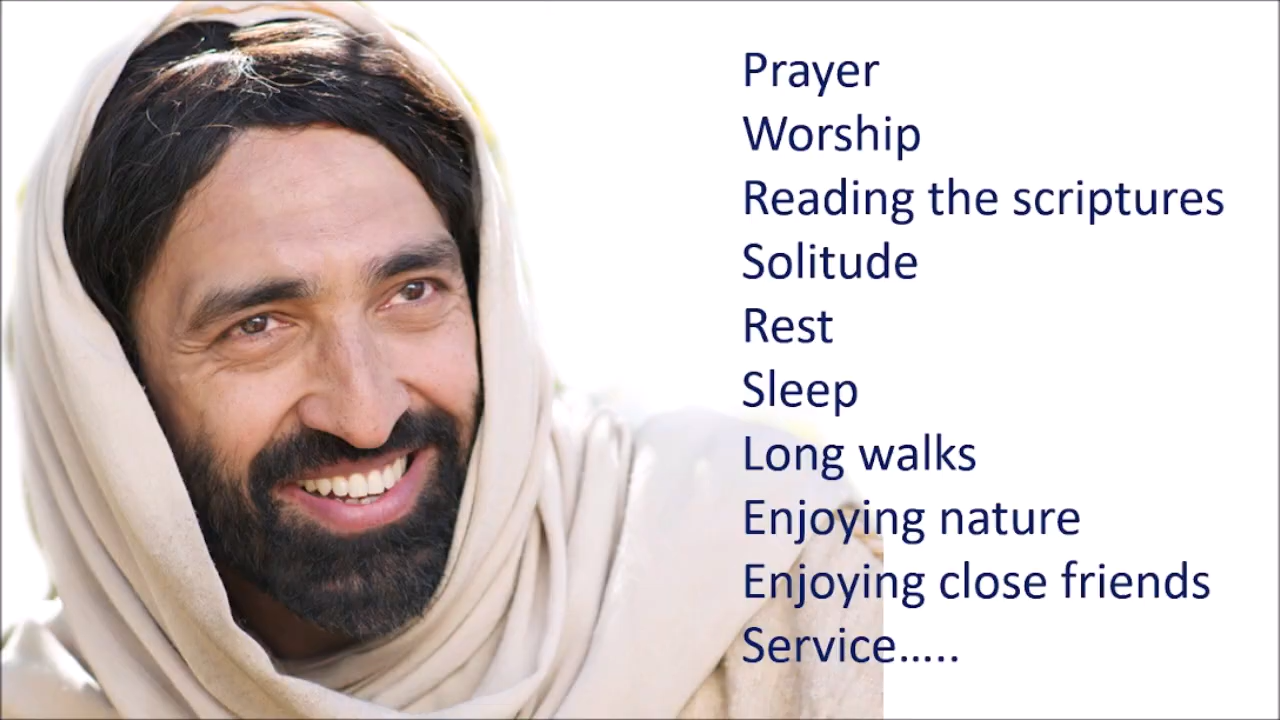 Prayer
Worship
Reading the scriptures
Solitude
Rest
Sleep
Long walks
Enjoying nature
Enjoying close friends
Service.....